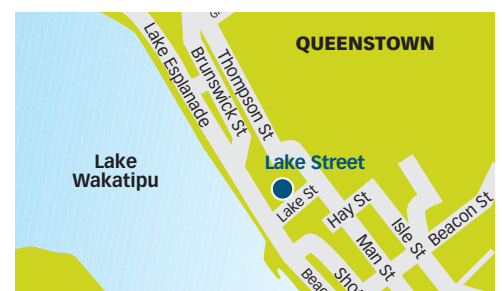 QUEENSTOWN
Lake Esplanade
Brunswick St
Thompson St
Lake
Wakatipu
Lake Street
Lake St
Hay St
Man St
Isle St
Beacon St